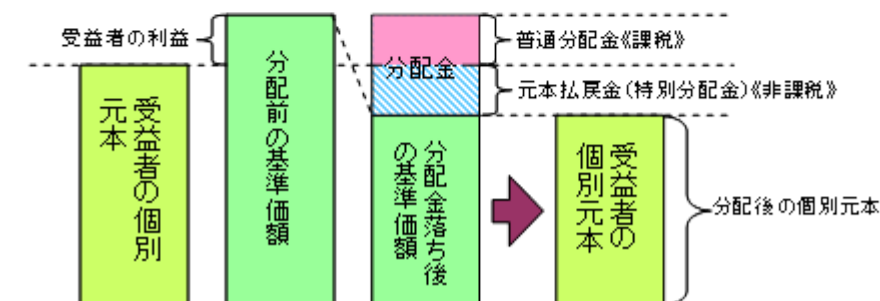 受益者の利益
普通分配金《課税》
分配金
元本払戻金(特別分配金)《非課税》
受益者の個別
元本
分配前の基準価額
分配金落ち後
の基準価額
受益者の
個別元本
分配後の個別元本